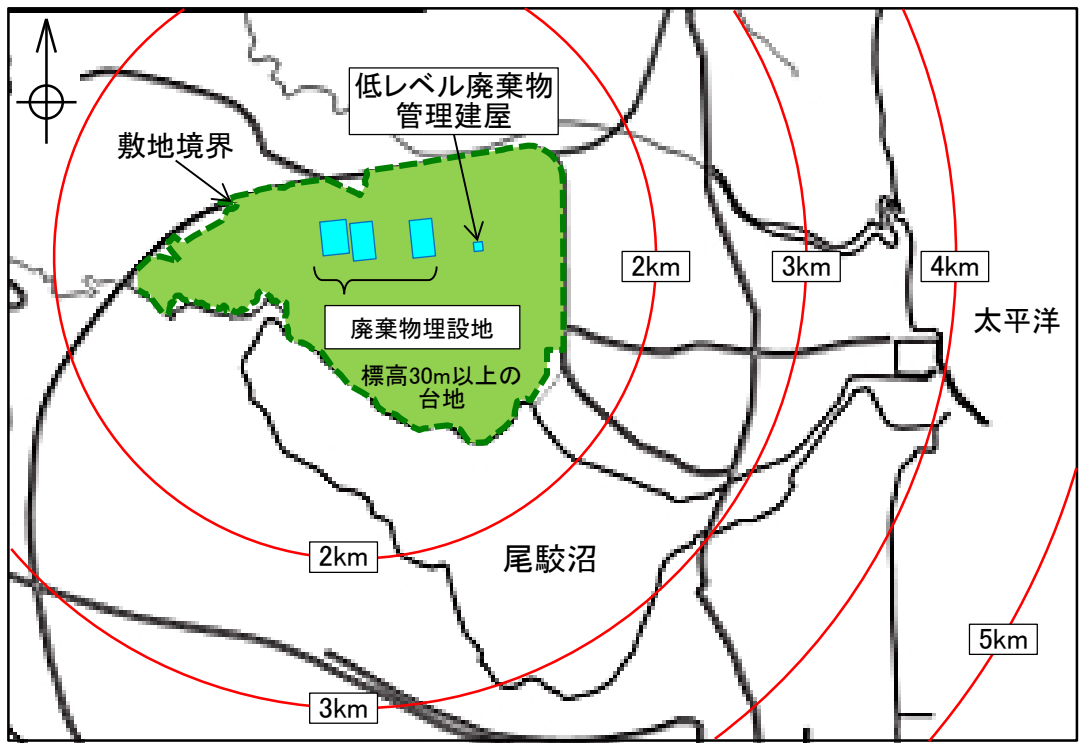 低レベル廃棄物
管理建屋
敷地境界
2km
3km
4km
太平洋
廃棄物埋設地
標高30m以上の
台地
2km
尾駮沼
5km
3km